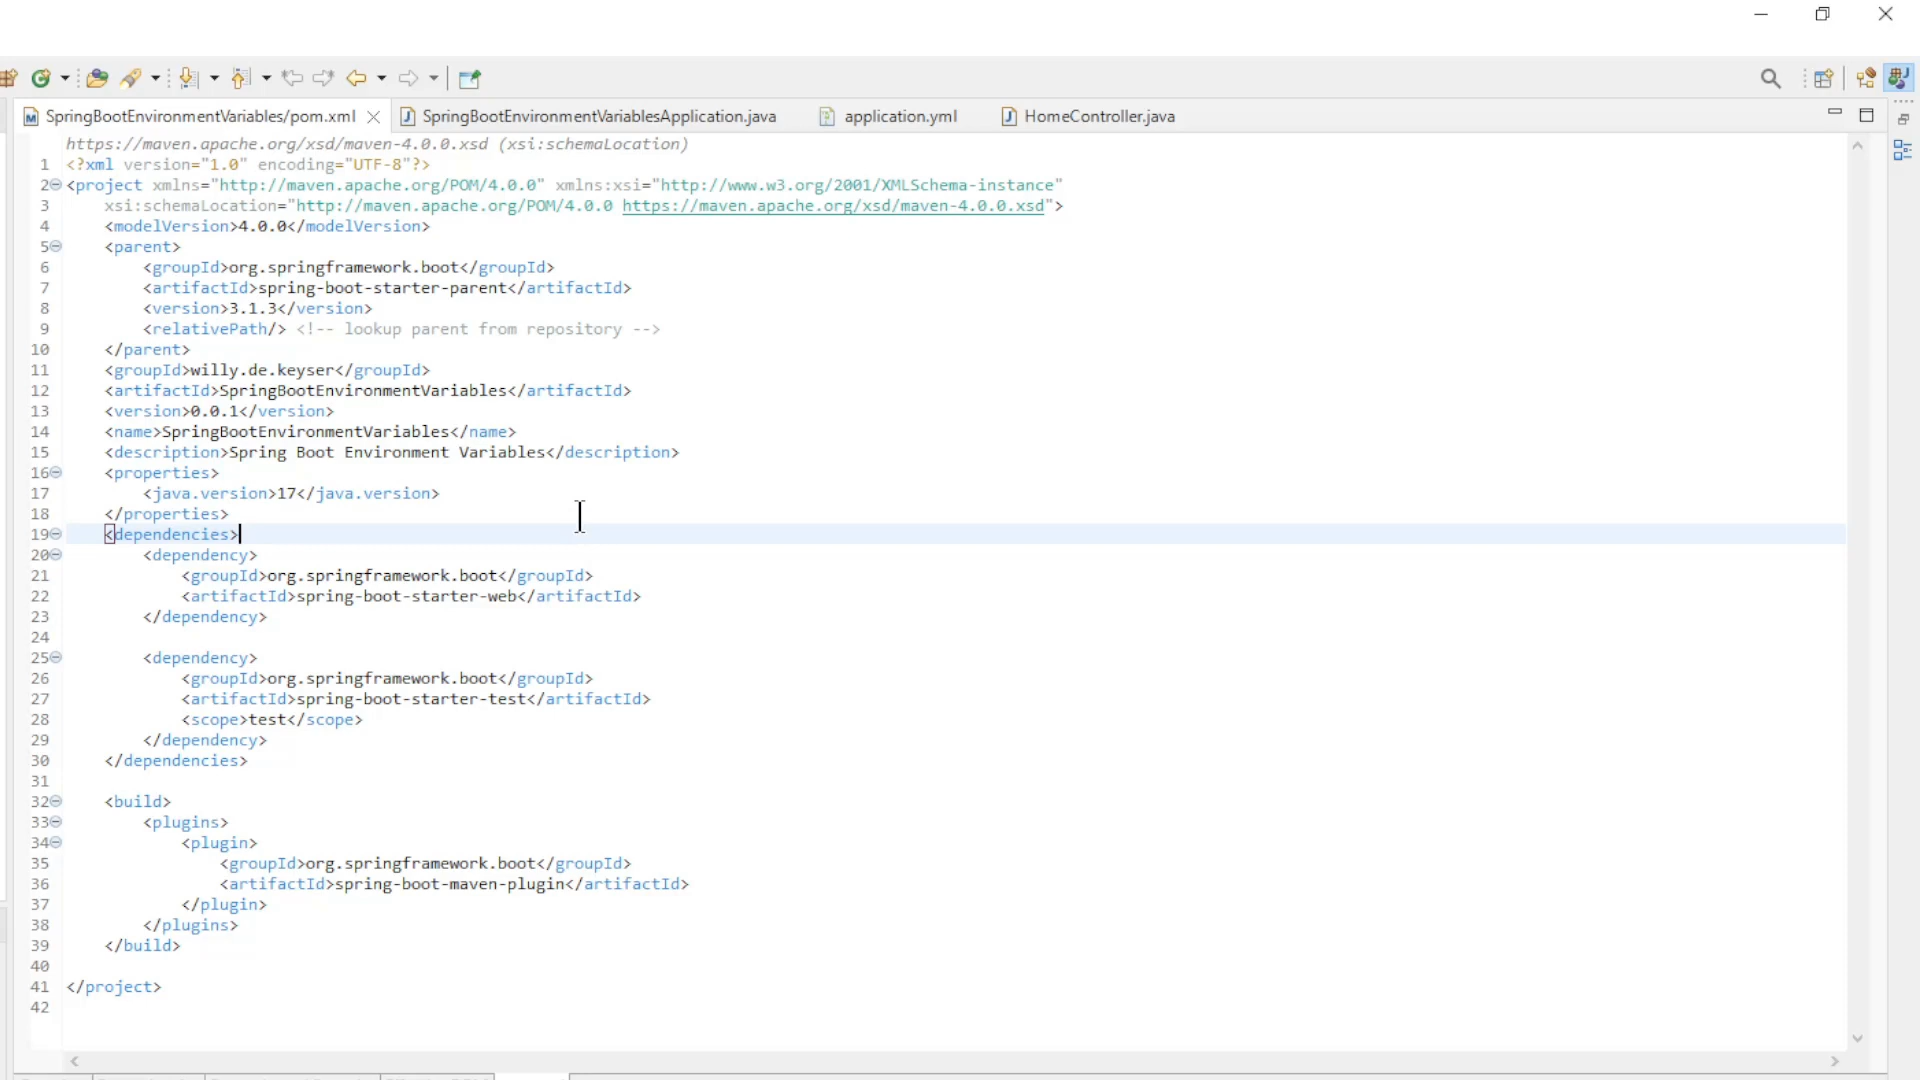 SpringBootEnvironmentVariables/pom.xml
SpringBootEnvironmentVariablesApplication.java
application.yml
HomeController.java
https://maven.apache.org/xsd/maven-4.0.0.xsd (xsi:schemaLocation)
1 <?xml version="1.0" encoding="UTF-8"?>
2 <project xmlns="http://maven.apache.org/POM/4.0.0" xmlns:xsi="http://www.w3.org/2001/XMLSchema-instance"
3     xsi:schemaLocation="http://maven.apache.org/POM/4.0.0 https://maven.apache.org/xsd/maven-4.0.0.xsd">
4     <modelVersion>4.0.0</modelVersion>
5     <parent>
6         <groupId>org.springframework.boot</groupId>
7         <artifactId>spring-boot-starter-parent</artifactId>
8         <version>3.1.3</version>
9         <relativePath/> <!-- lookup parent from repository -->
10     </parent>
11     <groupId>willy.de.keyser</groupId>
12     <artifactId>SpringBootEnvironmentVariables</artifactId>
13     <version>0.0.1</version>
14     <name>SpringBootEnvironmentVariables</name>
15     <description>Spring Boot Environment Variables</description>
16     <properties>
17         <java.version>17</java.version>
18     </properties>
19     <dependencies>
20         <dependency>
21             <groupId>org.springframework.boot</groupId>
22             <artifactId>spring-boot-starter-web</artifactId>
23         </dependency>
24
25         <dependency>
26             <groupId>org.springframework.boot</groupId>
27             <artifactId>spring-boot-starter-test</artifactId>
28             <scope>test</scope>
29         </dependency>
30     </dependencies>
31
32     <build>
33         <plugins>
34             <plugin>
35                 <groupId>org.springframework.boot</groupId>
36                 <artifactId>spring-boot-maven-plugin</artifactId>
37             </plugin>
38         </plugins>
39     </build>
40
41 </project>
42